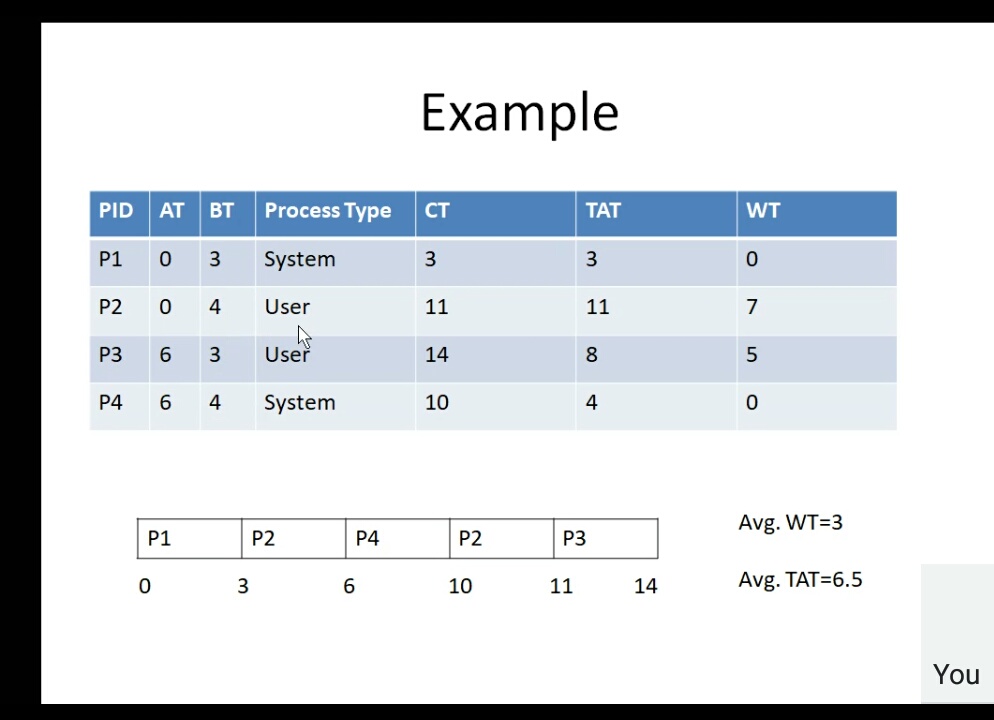 Example
PID AT BT Process Type CT TAT WT
P1 0 3 System 3 3 0
P2 0 4 User 11 11 7
P3 6 3 User 14 8 5
P4 6 4 System 10 4 0
P1 P2 P4 P2 P3
0 3 6 10 11 14
Avg. WT=3
Avg. TAT=6.5
You